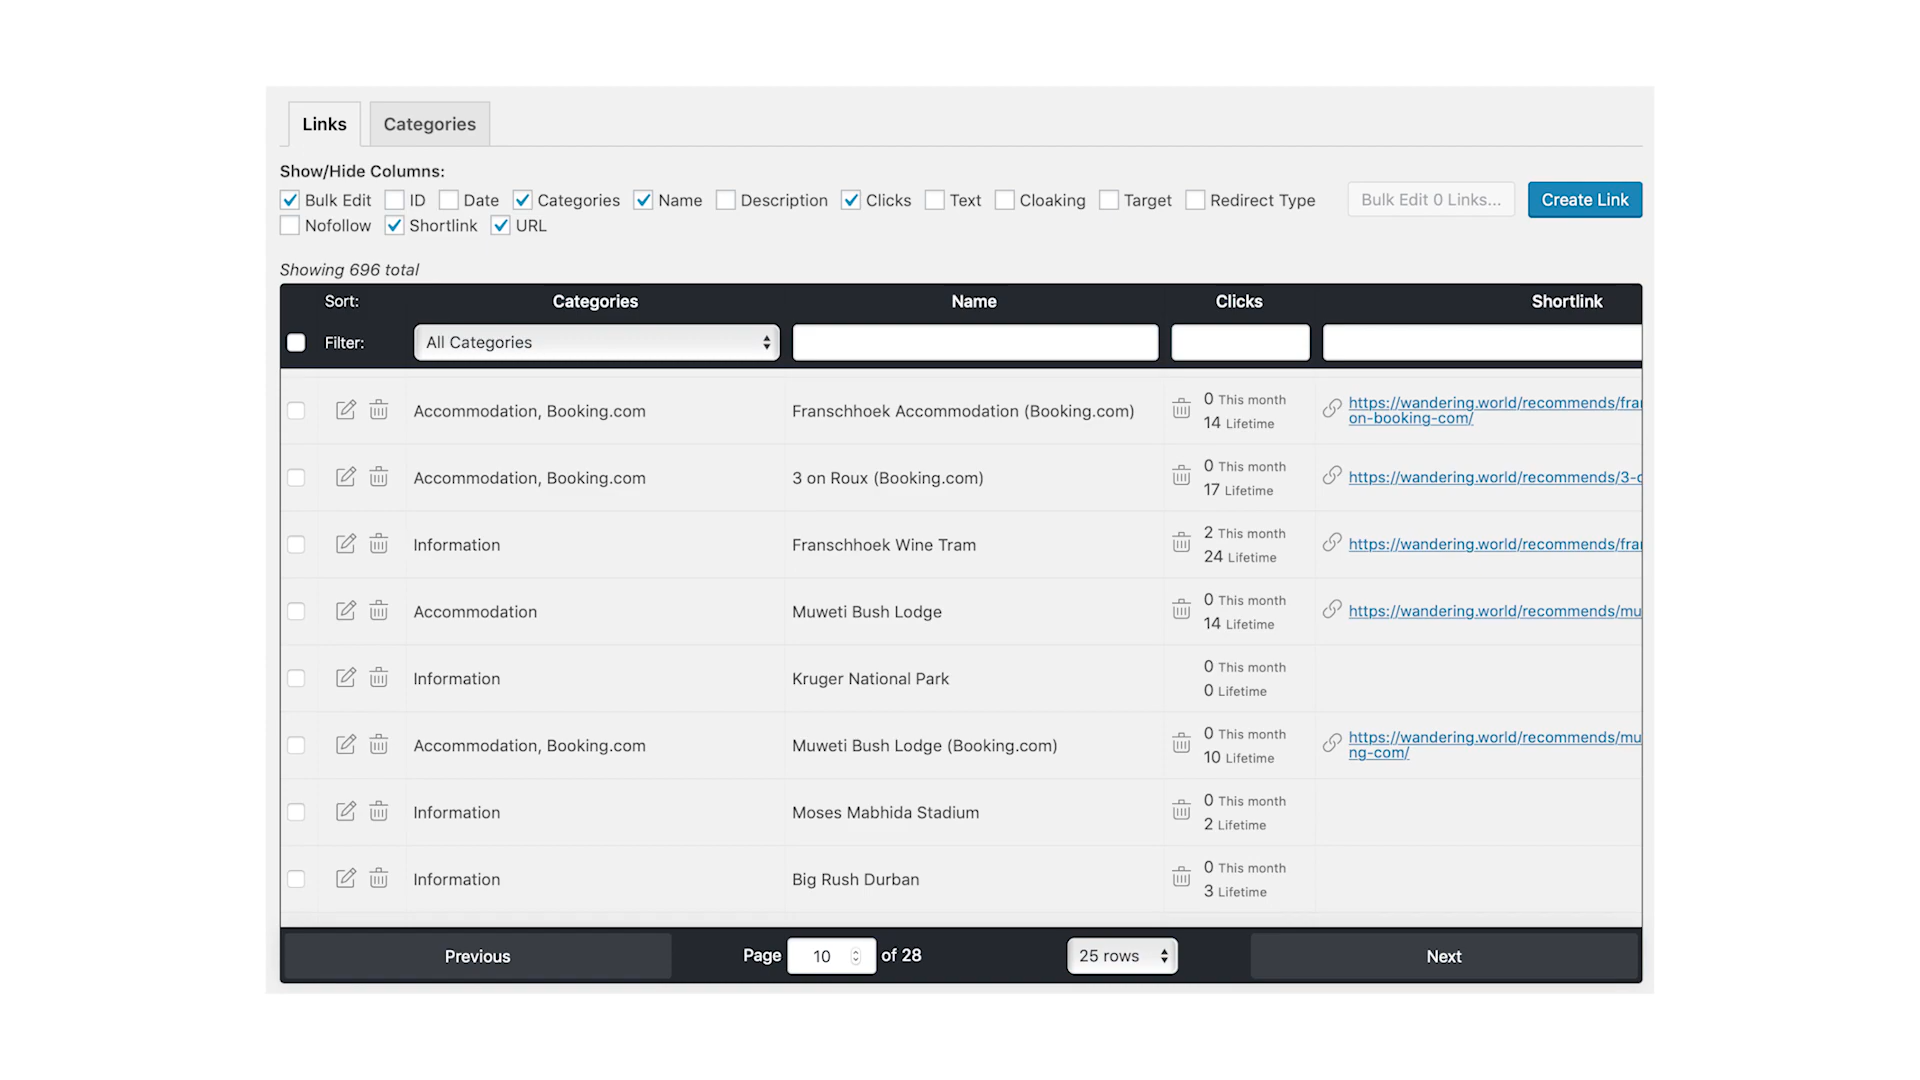 Links
Categories
Show/Hide Columns:
Bulk Edit ID Date Categories Name Description Clicks Text Cloaking Target Redirect Type
Nofollow Shortlink URL
Bulk Edit 0 Links...
Create Link
Showing 696 total
Sort: Categories Name Clicks Shortlink
Filter: All Categories
Accommodation, Booking.com Franschhoek Accommodation (Booking.com) 0 This month
14 Lifetime
https://wandering.world/recommends/fra
on-booking-com/
Accommodation, Booking.com 3 on Roux (Booking.com) 0 This month
17 Lifetime
https://wandering.world/recommends/3-
Information Franschhoek Wine Tram 2 This month
24 Lifetime
https://wandering.world/recommends/fra
Accommodation Muweti Bush Lodge 0 This month
14 Lifetime
https://wandering.world/recommends/mu
Information Kruger National Park 0 This month
0 Lifetime
Accommodation, Booking.com Muweti Bush Lodge (Booking.com) 0 This month
10 Lifetime
https://wandering.world/recommends/mu
ng-com/
Information Moses Mabhida Stadium 0 This month
2 Lifetime
Information Big Rush Durban 0 This month
3 Lifetime
Previous Page 10 of 28 25 rows Next